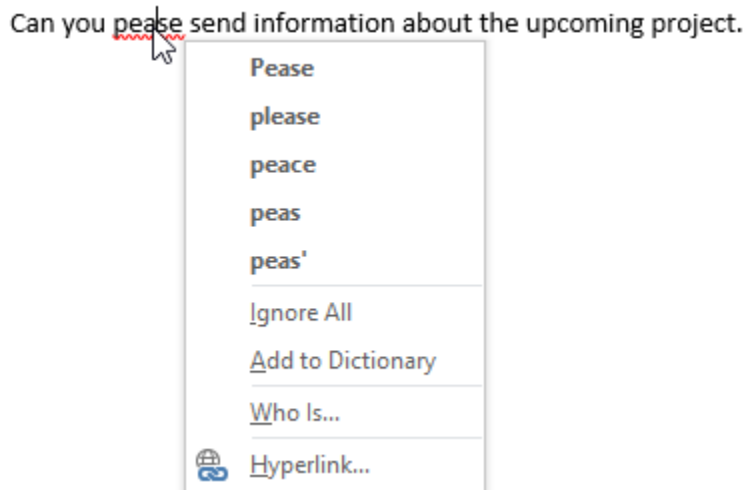 Can you pease send information about the upcoming project.
Pease
please
peace
peas
peas'
Ignore All
Add to Dictionary
Who Is...
Hyperlink...